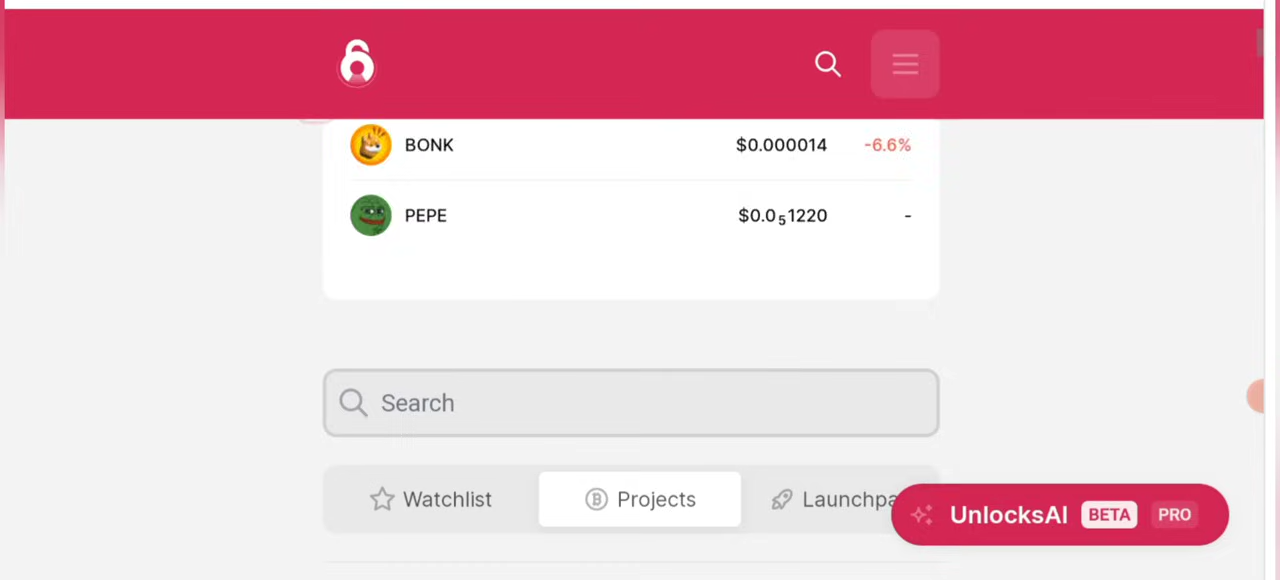 BONK $0.000014 -6.6%
PEPE $0.0₅1220 -
Search
Watchlist Projects Launchpa
UnlocksAI BETA PRO